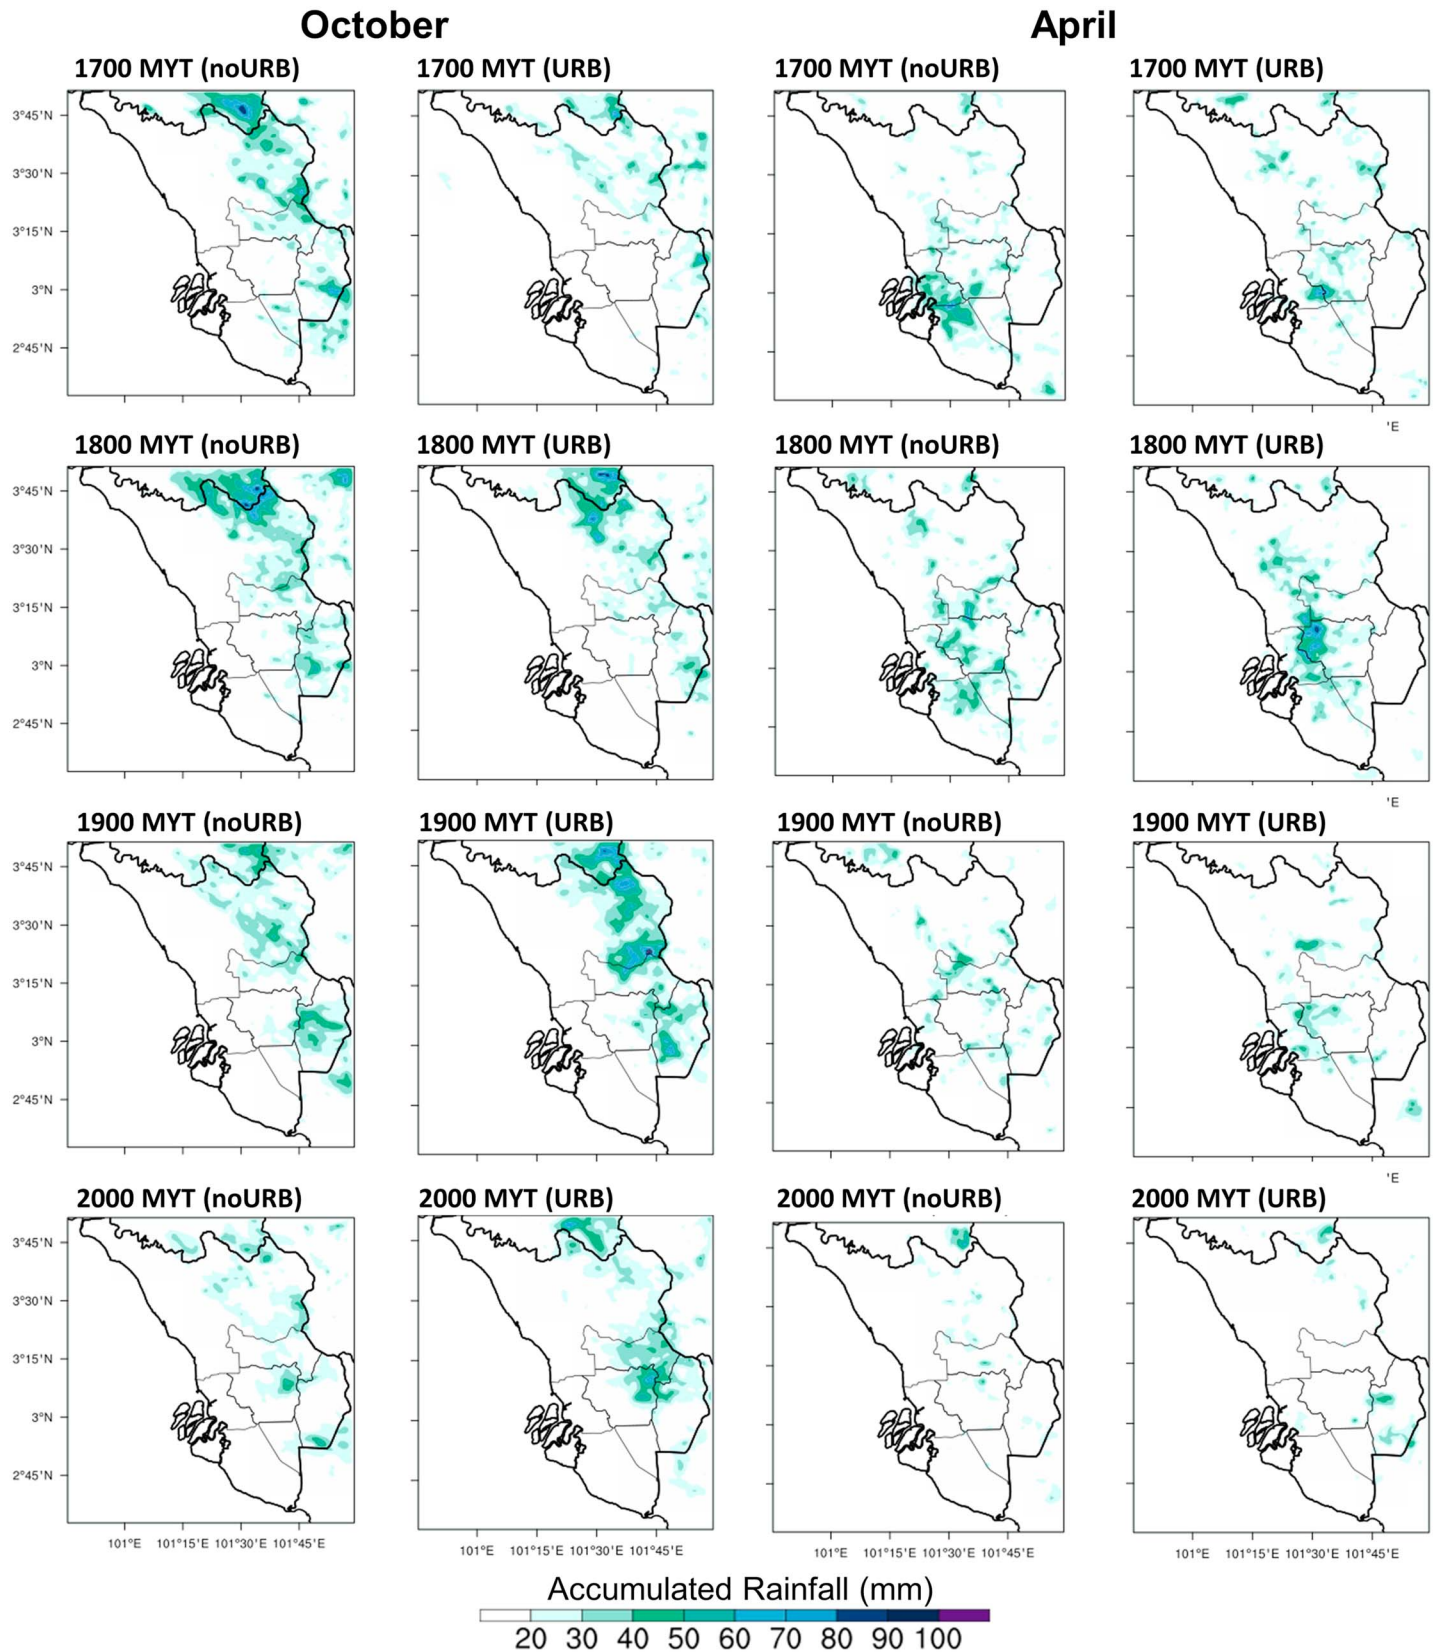 October April
1700 MYT (noURB) 1700 MYT (URB) 1700 MYT (noURB) 1700 MYT (URB)
3°45'N
3°30'N
3°15'N
3°N
2°45'N
'E
1800 MYT (noURB) 1800 MYT (URB) 1800 MYT (noURB) 1800 MYT (URB)
3°45'N
3°30'N
3°15'N
3°N
2°45'N
'E
1900 MYT (noURB) 1900 MYT (URB) 1900 MYT (noURB) 1900 MYT (URB)
3°45'N
3°30'N
3°15'N
3°N
2°45'N
'E
2000 MYT (noURB) 2000 MYT (URB) 2000 MYT (noURB) 2000 MYT (URB)
3°45'N
3°30'N
3°15'N
3°N
2°45'N
101°E 101°15'E 101°30'E 101°45'E 101°E 101°15'E 101°30'E 101°45'E 101°E 101°15'E 101°30'E 101°45'E 101°E 101°15'E 101°30'E 101°45'E
Accumulated Rainfall (mm)
20 30 40 50 60 70 80 90 100